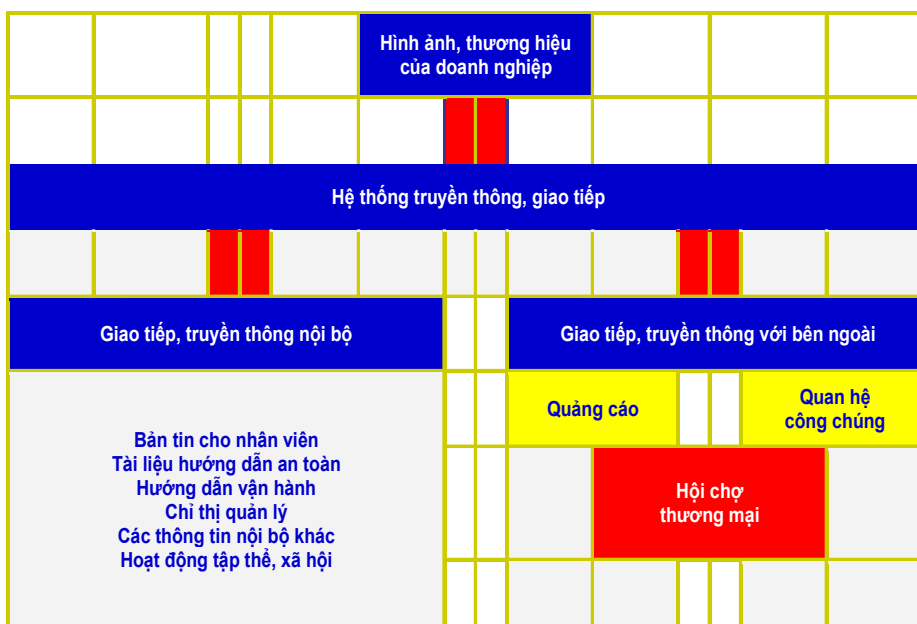 Hình ảnh, thương hiệu
của doanh nghiệp
Hệ thống truyền thông, giao tiếp
Giao tiếp, truyền thông nội bộ
Giao tiếp, truyền thông với bên ngoài
Bản tin cho nhân viên
Tài liệu hướng dẫn an toàn
Hướng dẫn vận hành
Chỉ thị quản lý
Các thông tin nội bộ khác
Hoạt động tập thể, xã hội
Quảng cáo
Quan hệ
công chúng
Hội chợ
thương mại